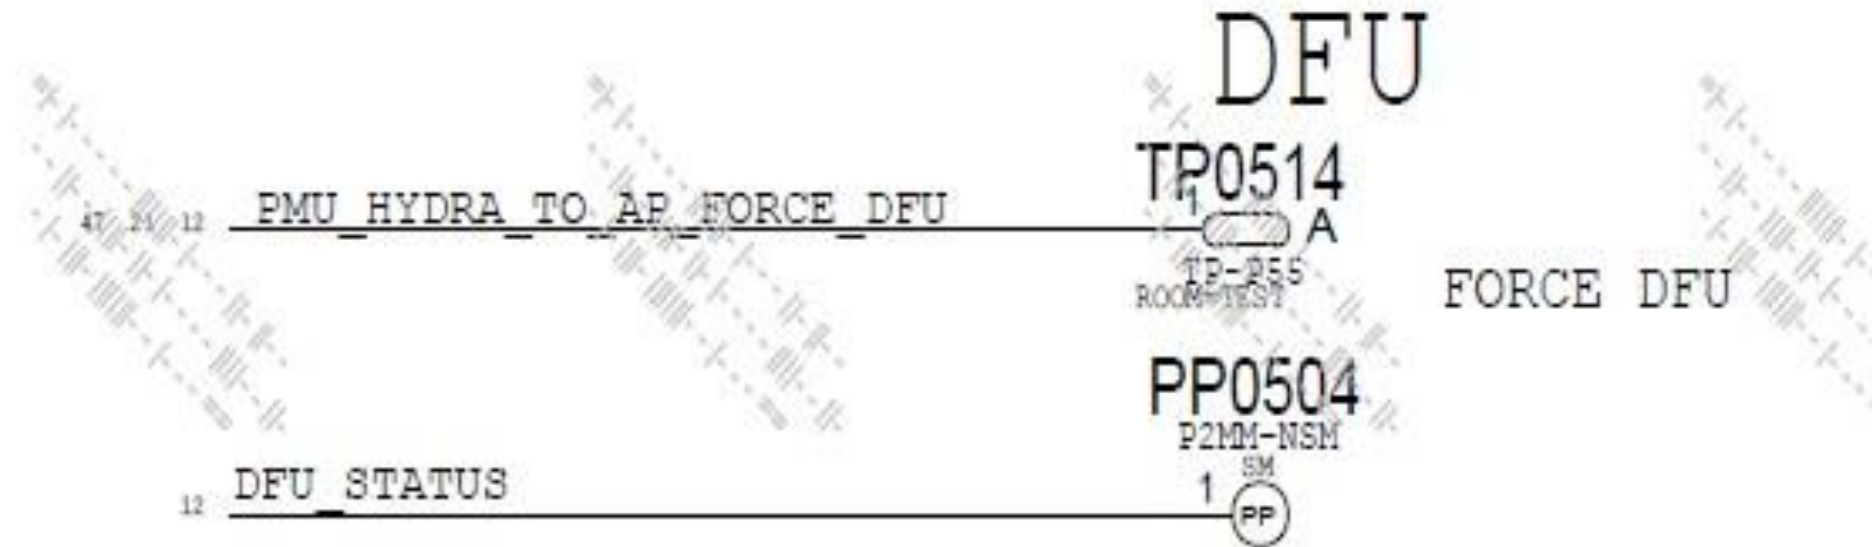 DFU
TP0514
47 21 12 PMU_HYDRA_TO_AP_FORCE_DFU 1 A
TP-P55
ROOM=TEST
FORCE DFU
PP0504
P2MM-NSM
SM
12 DFU_STATUS 1 PP